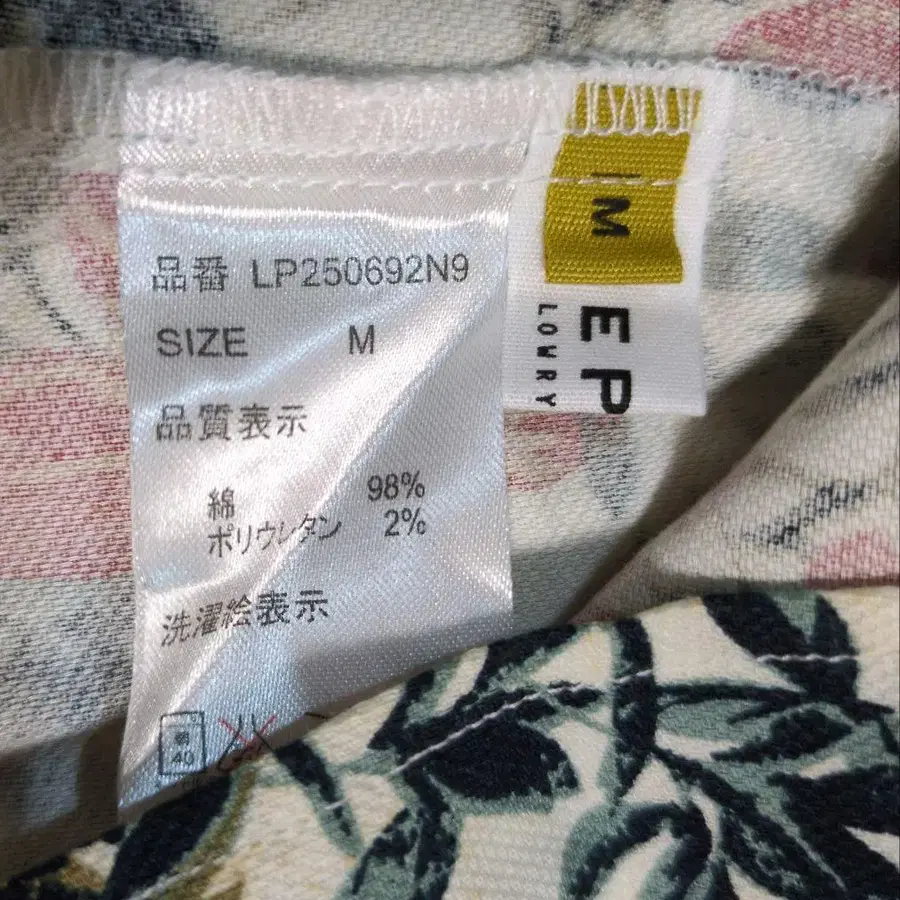 品番 LP250692N9
SIZE M
品質表示
綿 98%
ポリウレタン 2%
洗濯絵表示
40
M
EP
LOWRY